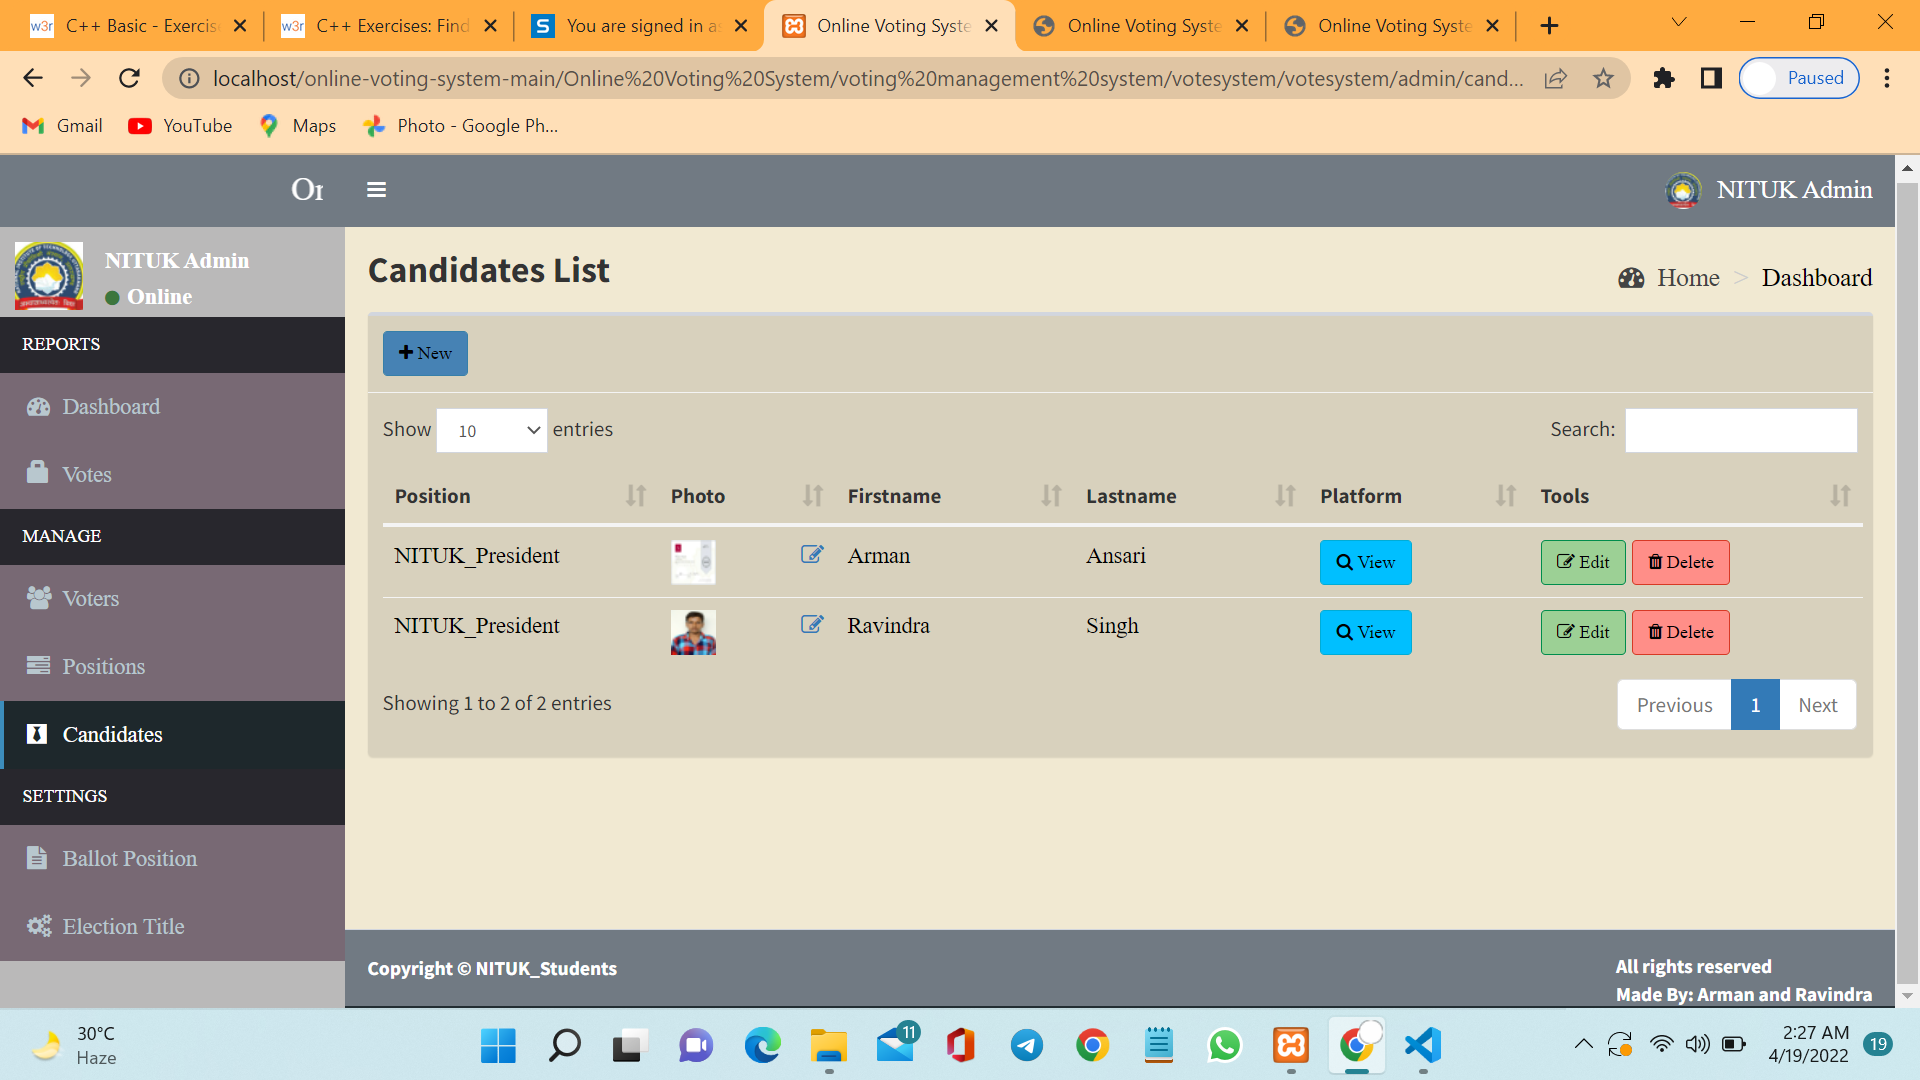 w3r C++ Basic - Exercis
w3r C++ Exercises: Find
S You are signed in as
Online Voting Syste
Online Voting Syste
Online Voting Syste
localhost/online-voting-system-main/Online%20Voting%20System/voting%20management%20system/votesystem/votesystem/admin/cand...
Paused
Gmail
YouTube
Maps
Photo - Google Ph...
Or
NITUK Admin
NITUK Admin
Online
REPORTS
Dashboard
Votes
MANAGE
Voters
Positions
Candidates
SETTINGS
Ballot Position
Election Title
Candidates List
Home > Dashboard
New
Show 10 entries
Search:
Position Photo Firstname Lastname Platform Tools
NITUK_President Arman Ansari View Edit Delete
NITUK_President Ravindra Singh View Edit Delete
Showing 1 to 2 of 2 entries
Previous 1 Next
Copyright © NITUK_Students
All rights reserved
Made By: Arman and Ravindra
30°C
Haze
11
2:27 AM
4/19/2022
19